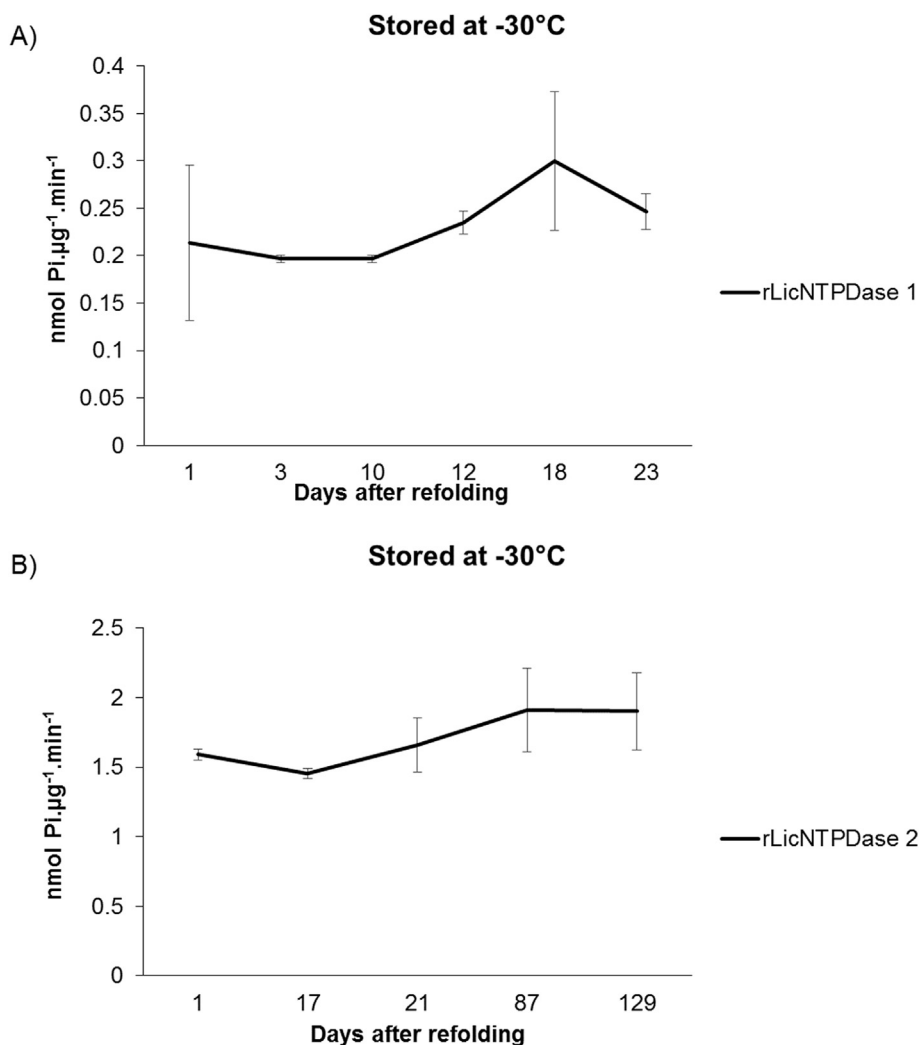 A)
Stored at -30°C
nmol Pi.µg⁻¹.min⁻¹
0.4
0.35
0.3
0.25
0.2
0.15
0.1
0.05
0
1 3 10 12 18 23
Days after refolding
rLicNTPDase 1
B)
Stored at -30°C
nmol Pi.µg⁻¹.min⁻¹
2.5
2
1.5
1
0.5
0
1 17 21 87 129
Days after refolding
rLicNTPDase 2